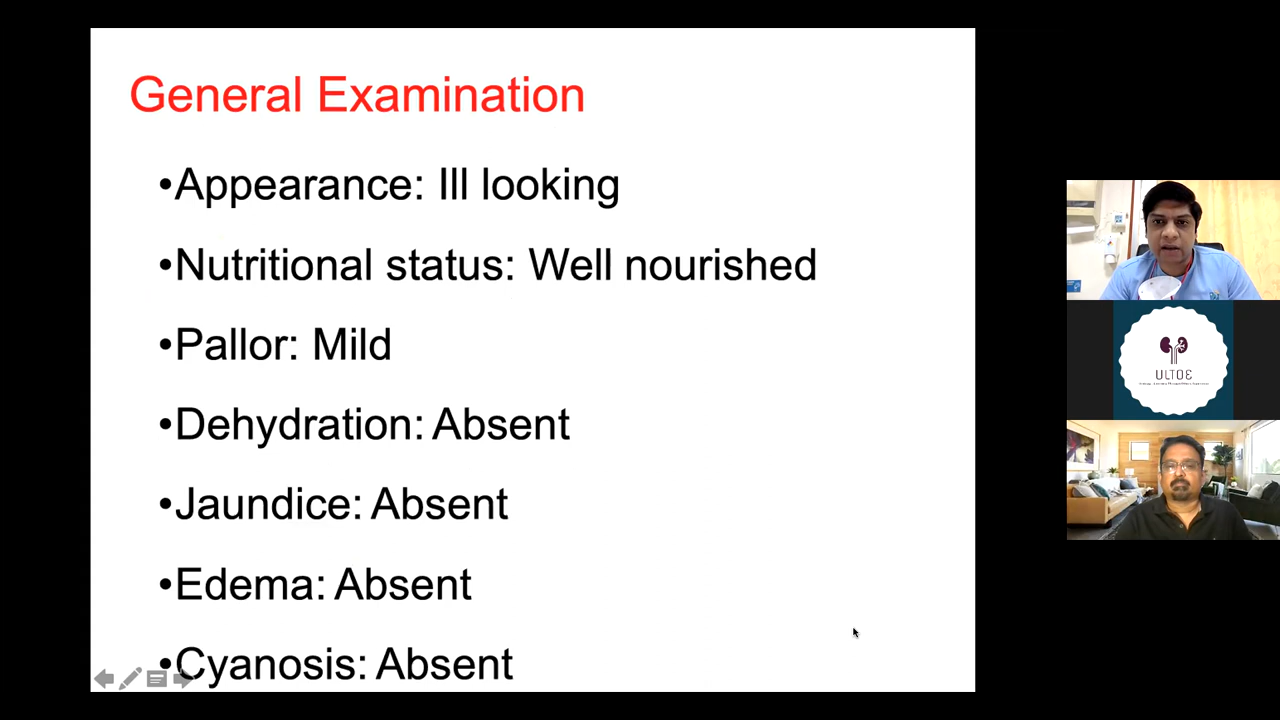 General Examination
•Appearance: Ill looking
•Nutritional status: Well nourished
•Pallor: Mild
•Dehydration: Absent
•Jaundice: Absent
•Edema: Absent
•Cyanosis: Absent
ULTOE